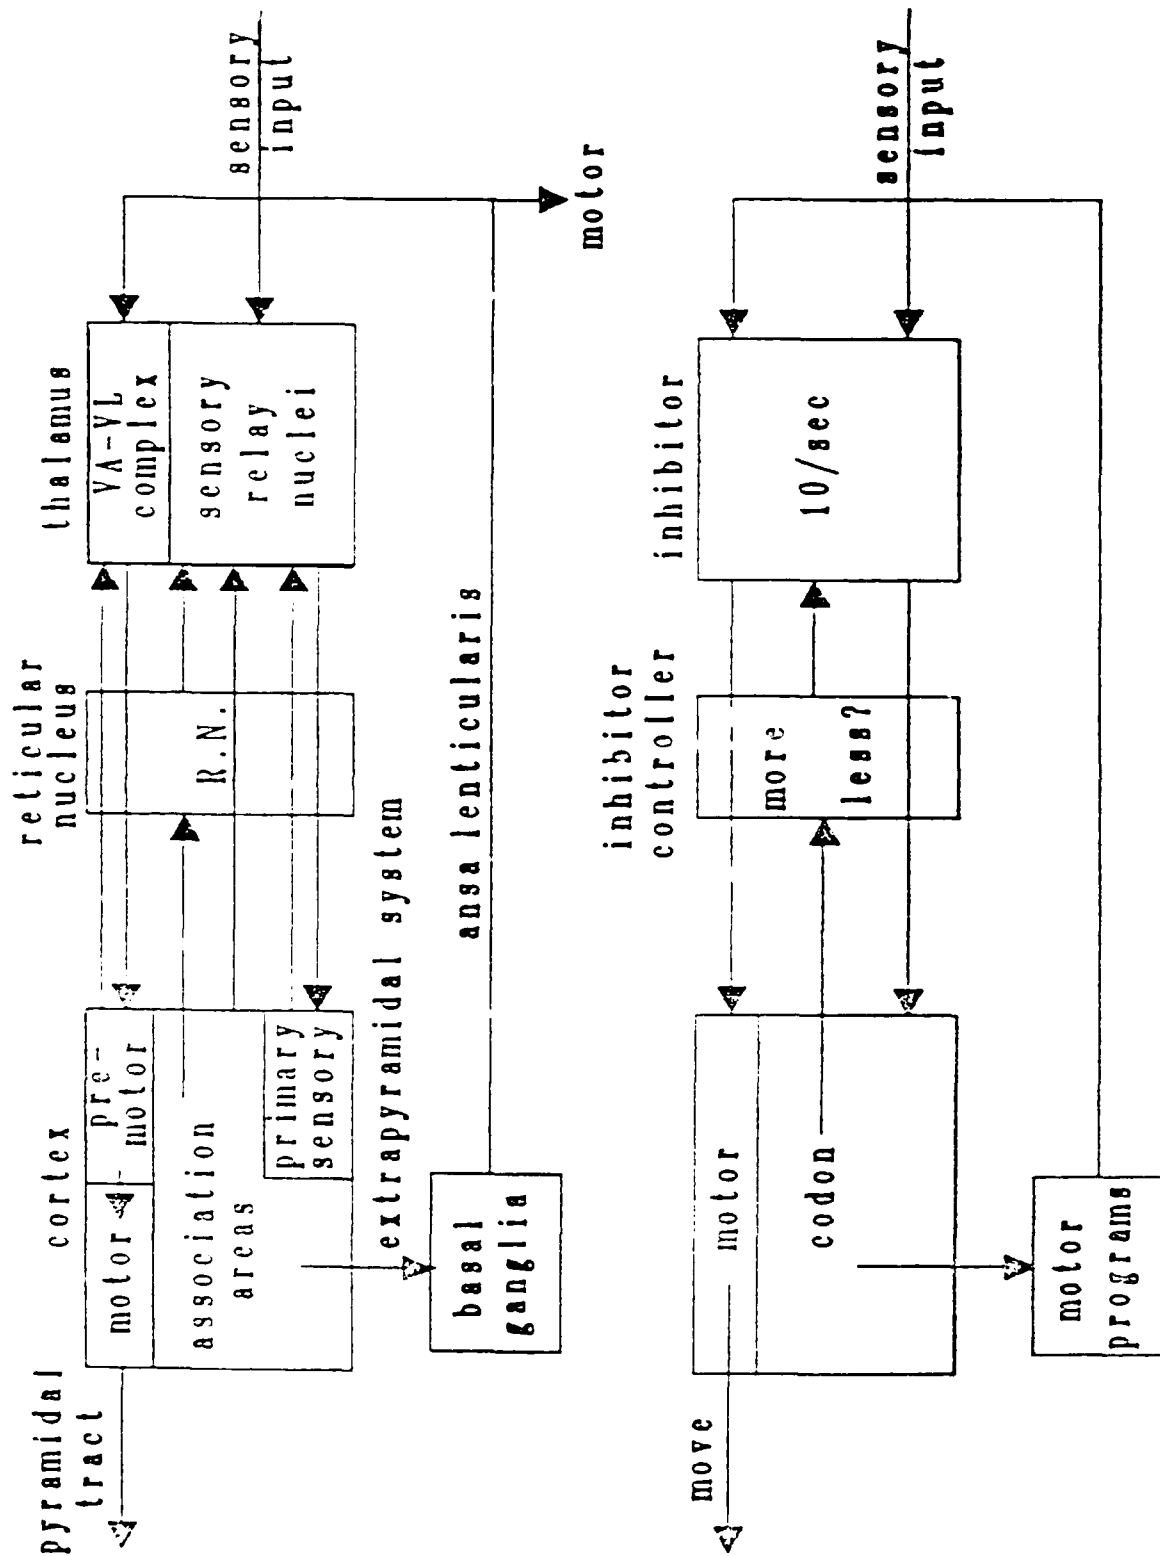 pyramidal
tract
cortex
motor
pre-
motor
association
areas
primary
sensory
reticular
nucleus
R.N.
thalamus
VA-VL
complex
sensory
relay
nuclei
sensory
input
extrapyramidal system
basal
ganglia
ansa lenticularis
motor
move
motor
codon
motor
programs
inhibitor
controller
more
less?
inhibitor
10/sec
sensory
input